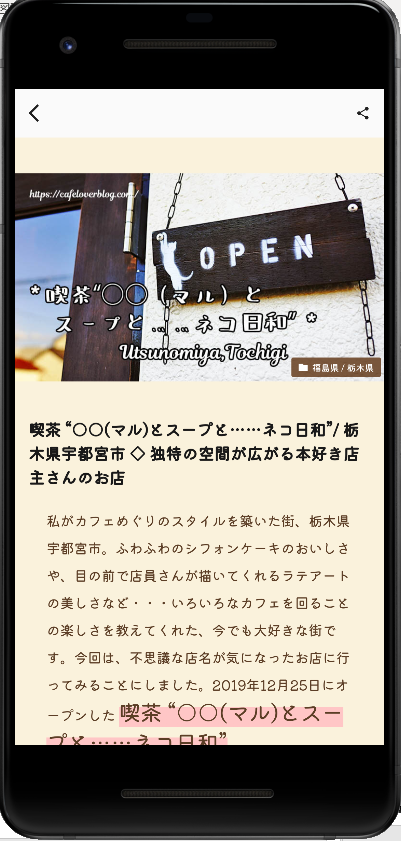 https://cafeloverblog.com/
OPEN
*喫茶“〇〇（マル）と
スープと……ネコ日和” *
Utsunomiya,Tochigi
福島県 / 栃木県
喫茶 “〇〇(マル)とスープと……ネコ日和”/ 栃
木県宇都宮市 ◇ 独特の空間が広がる本好き店
主さんのお店
私がカフェめぐりのスタイルを築いた街、栃木県
宇都宮市。ふわふわのシフォンケーキのおいしさ
や、目の前で店員さんが描いてくれるラテアート
の美しさなど・・・いろいろなカフェを回ること
の楽しさを教えてくれた、今でも大好きな街で
す。今回は、不思議な店名が気になったお店に行
ってみることにしました。2019年12月25日にオ
ープンした 喫茶 “〇〇(マル)とスー
プと……ネコ日和”